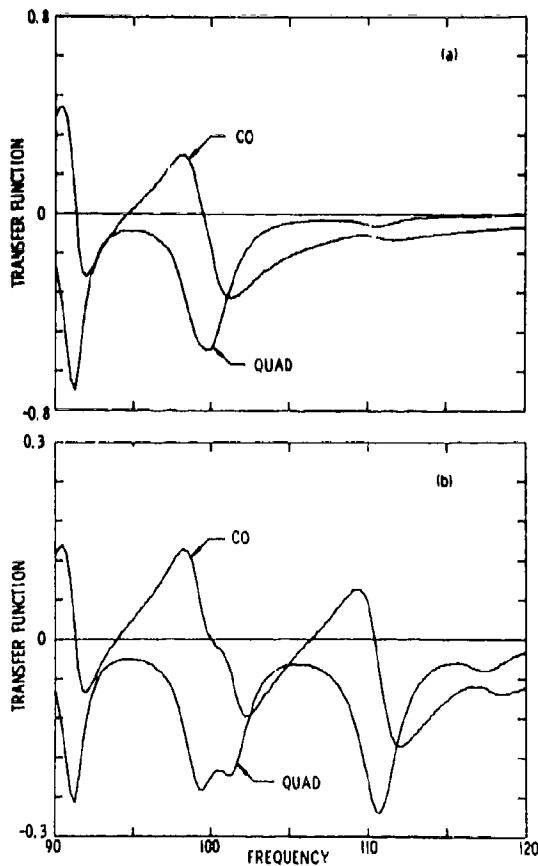 0.8
(a)
CO
TRANSFER FUNCTION
0
QUAD
-0.8
0.3
(b)
CO
TRANSFER FUNCTION
0
QUAD
-0.3
90
100
110
120
FREQUENCY